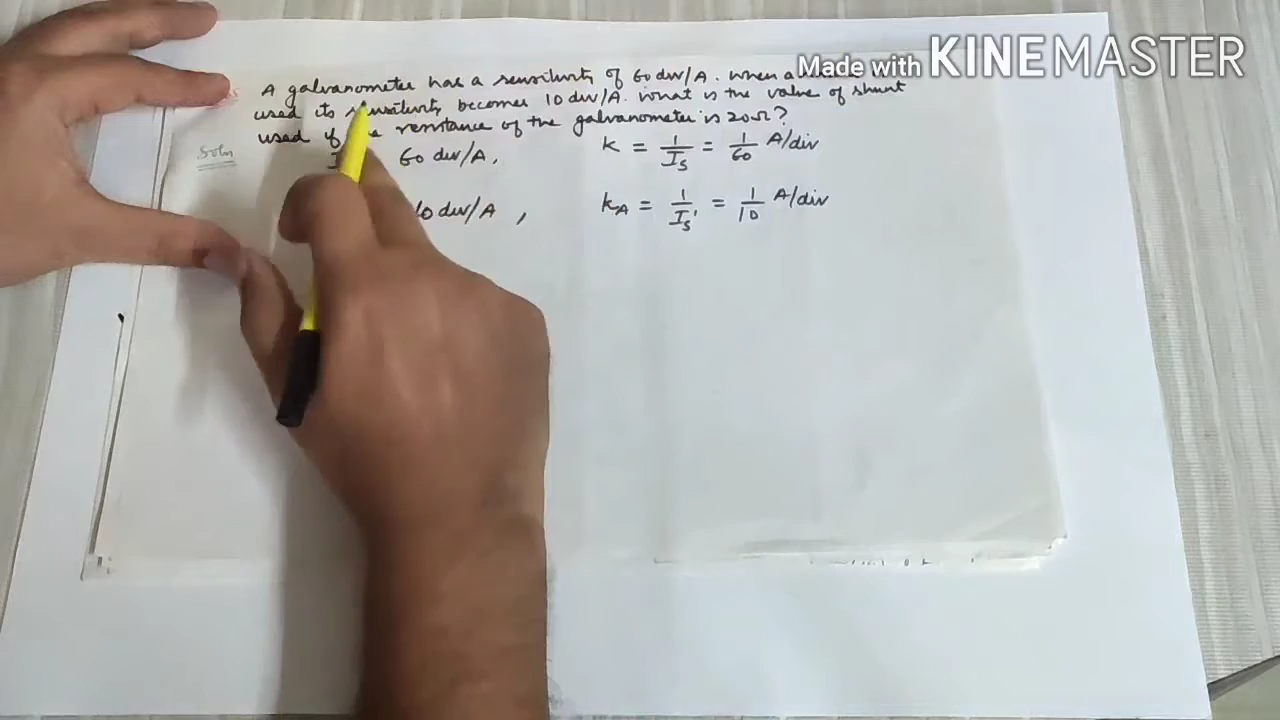 Made with KINEMASTER
A galvanometer has a sensitivity of 60 div/A. When a
used its sensitivity becomes 10 div/A. What is the value of shunt
used if the resistance of the galvanometer is 20Ω?
Soln
60 div/A, K = 1/Is = 1/60 A/div
10 div/A, KA = 1/Is' = 1/10 A/div